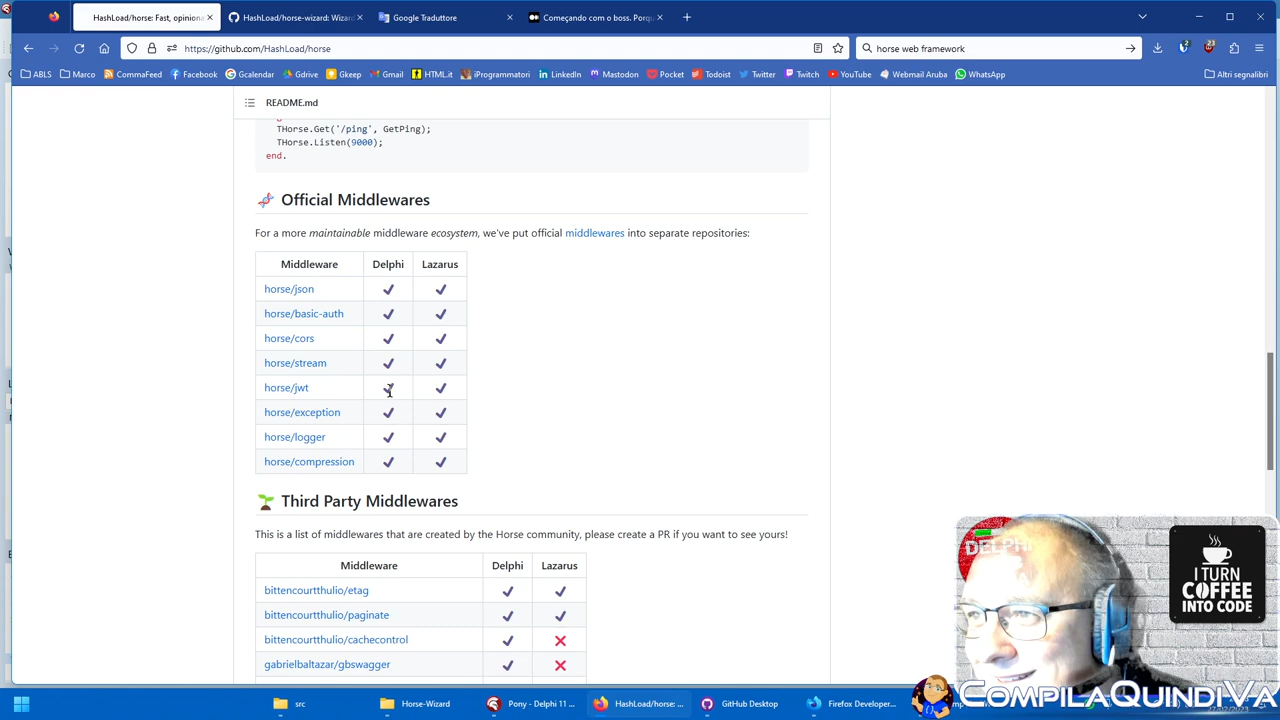 HashLoad/horse: Fast, opiniona
HashLoad/horse-wizard: Wizard
Google Traduttore
Começando com o boss. Porqu
https://github.com/HashLoad/horse
horse web framework
23
ABLS
Marco
CommaFeed
Facebook
Gcalendar
Gdrive
Gkeep
Gmail
HTML.it
iProgrammatori
LinkedIn
Mastodon
Pocket
Todoist
Twitter
Twitch
YouTube
Webmail Aruba
WhatsApp
Altri segnalibri
README.md
THorse.Get('/ping', GetPing);
THorse.Listen(9000);
end.
Official Middlewares
For a more maintainable middleware ecosystem, we've put official middlewares into separate repositories:
Middleware Delphi Lazarus
horse/json
horse/basic-auth
horse/cors
horse/stream
horse/jwt
horse/exception
horse/logger
horse/compression
Third Party Middlewares
This is a list of middlewares that are created by the Horse community, please create a PR if you want to see yours!
Middleware Delphi Lazarus
bittencourtthulio/etag
bittencourtthulio/paginate
bittencourtthulio/cachecontrol
gabrielbaltazar/gbswagger
DELPHI
I TURN
COFFEE
INTO CODE
COMPILAQUINDIVA
src
Horse-Wizard
Pony - Delphi 11 ...
HashLoad/horse: ...
GitHub Desktop
Firefox Developer...